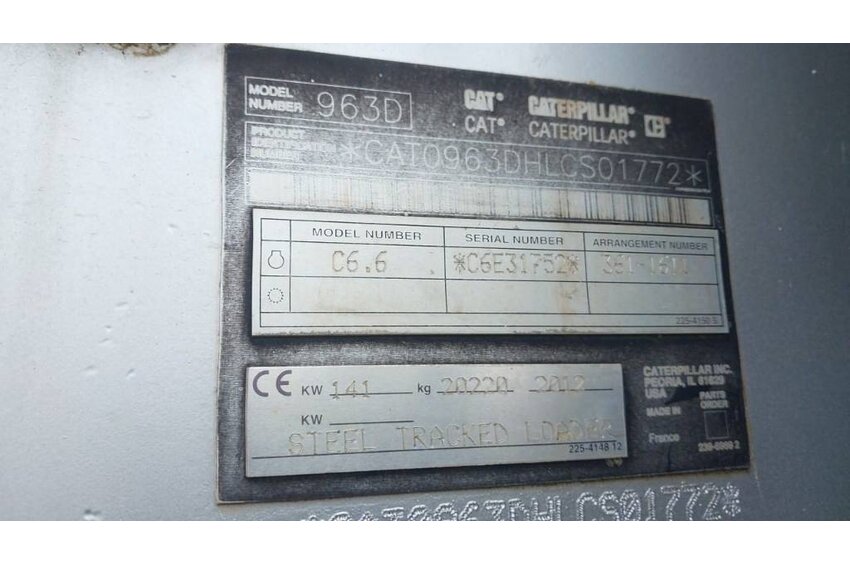 MODEL NUMBER 963D CAT® CATERPILLAR®
CAT® CATERPILLAR®
PRODUCT IDENTIFICATION NUMBER *CAT0963DHLCS01772*
MODEL NUMBER SERIAL NUMBER ARRANGEMENT NUMBER
C6.6 *C6E31752*
225-4150
CE KW 141 kg 20220 2012
KW
STEEL TRACKED LOADER
225-4148 12
CATERPILLAR INC.
PEORIA, IL 61629
USA
MADE IN
France
PARTS ORDER
*CAT0963DHLCS01772*